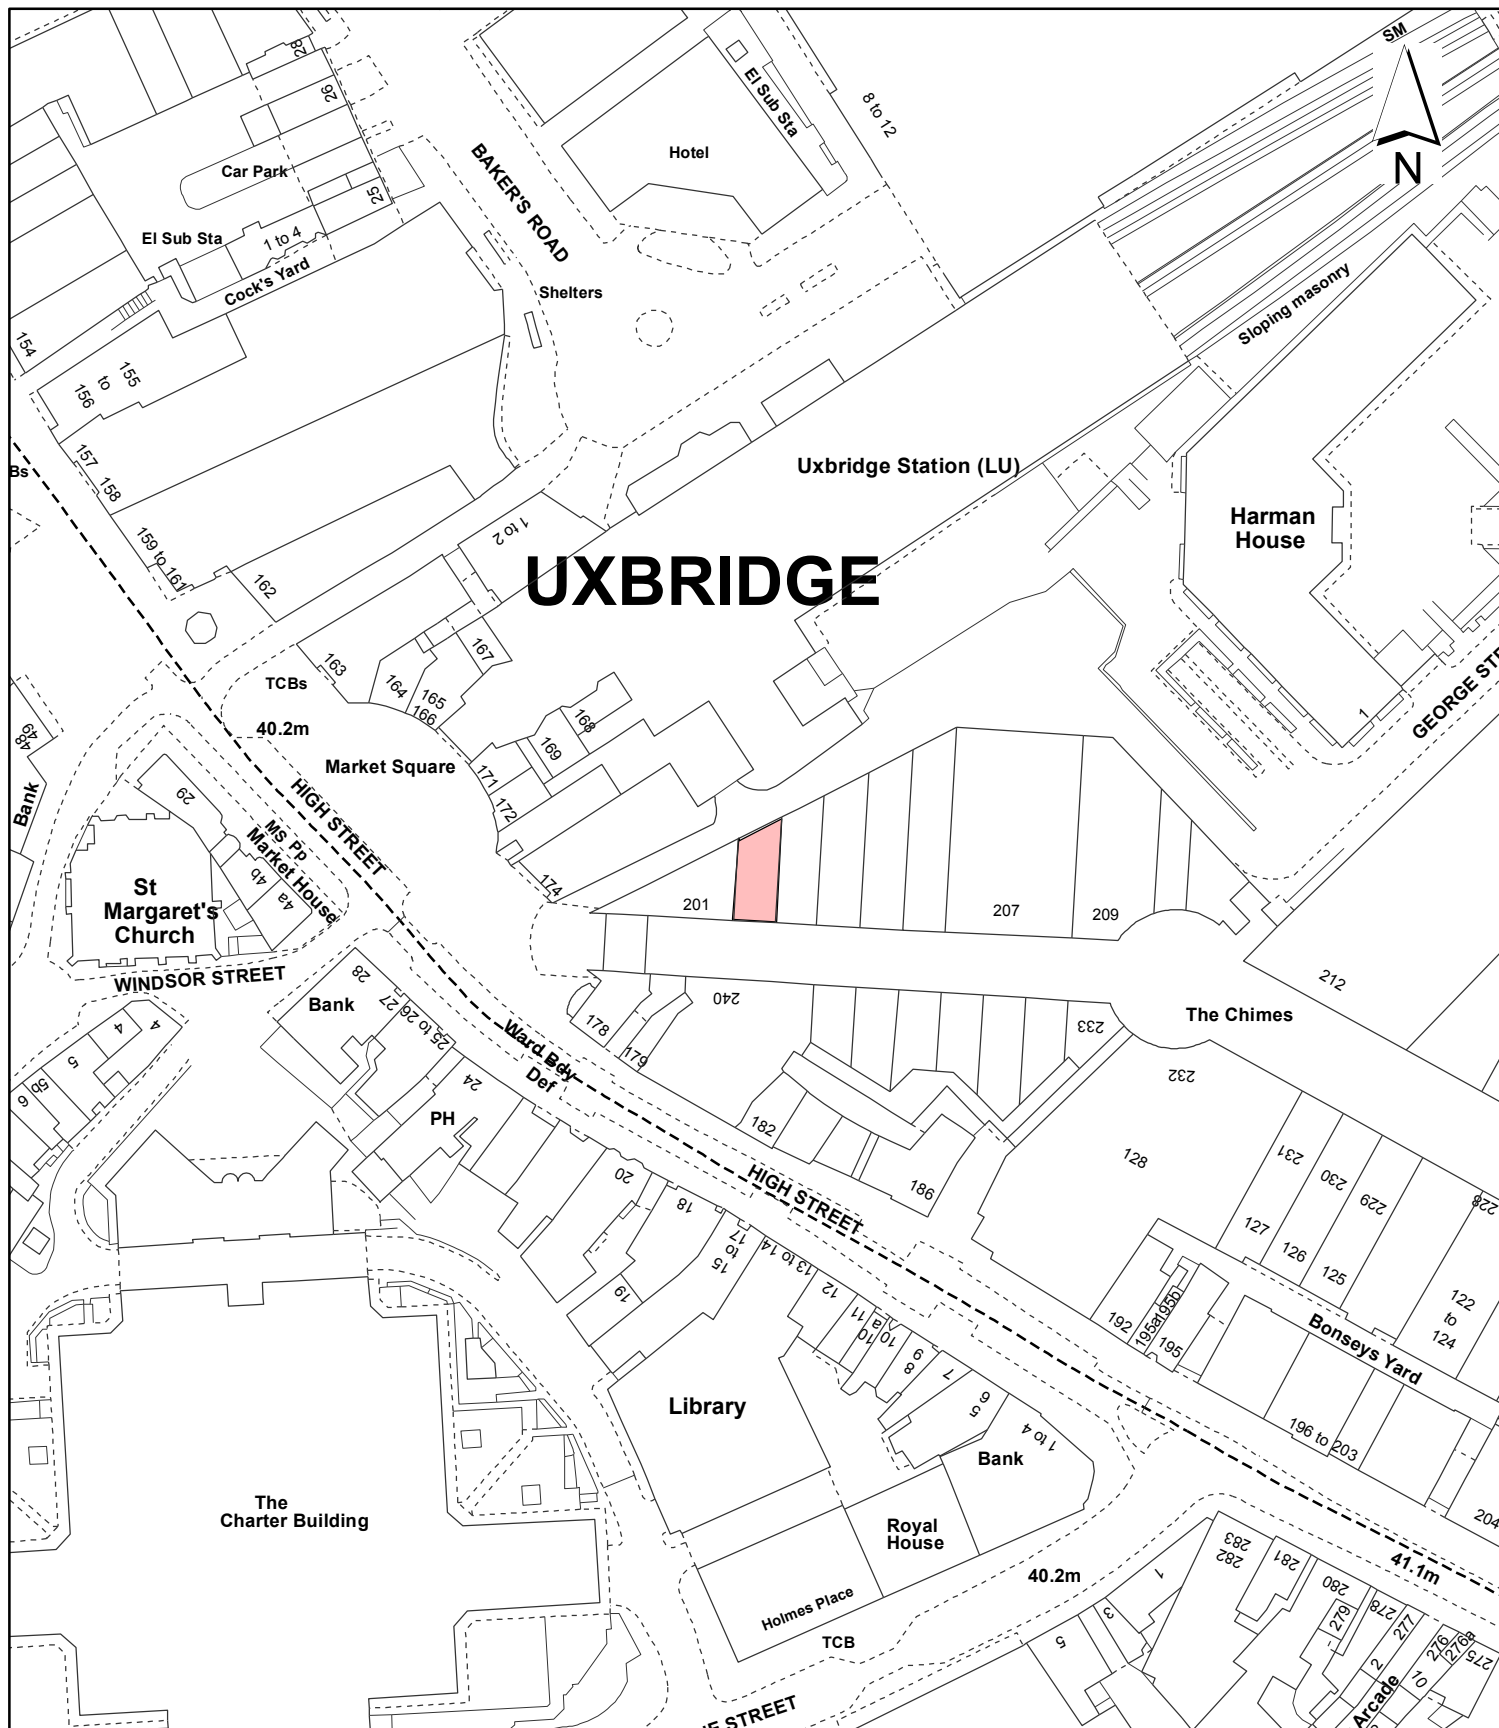 SM
N
28
26
El Sub Sta
8 to 12
Hotel
Car Park
BAKER'S ROAD
25
El Sub Sta
1 to 4
Cock's Yard
Shelters
Sloping masonry
154
155
to
156
157
158
Bs
Uxbridge Station (LU)
Harman
House
1 to 2
159 to 161
162
UXBRIDGE
163
167
TCBs
164
165
166
GEORGE STR
1
168
40.2m
48
49
169
Market Square
171
172
HIGH STREET
29
Bank
MS Pp
Market House
4b
4a
St
Margaret's
Church
174
201
207
209
WINDSOR STREET
212
28
Bank
27
25 to 26
240
178
179
233
The Chimes
4
4
5
5b
6
Ward Bdy
Def
24
PH
232
182
128
231
230
229
228
186
HIGH STREET
20
18
17
to
15
13 to 14
127
126
125
122
to
124
19
12
11
10
10
a
9
8
7
6
5
192
195a
195b
195
Bonseys Yard
Library
1 to 4
Bank
196 to 203
204
The
Charter Building
Royal
House
283
282
281
41.1m
40.2m
280
279
278
277
276
276a
275
Holmes Place
1
3
5
TCB
2
10
Arcade
E STREET